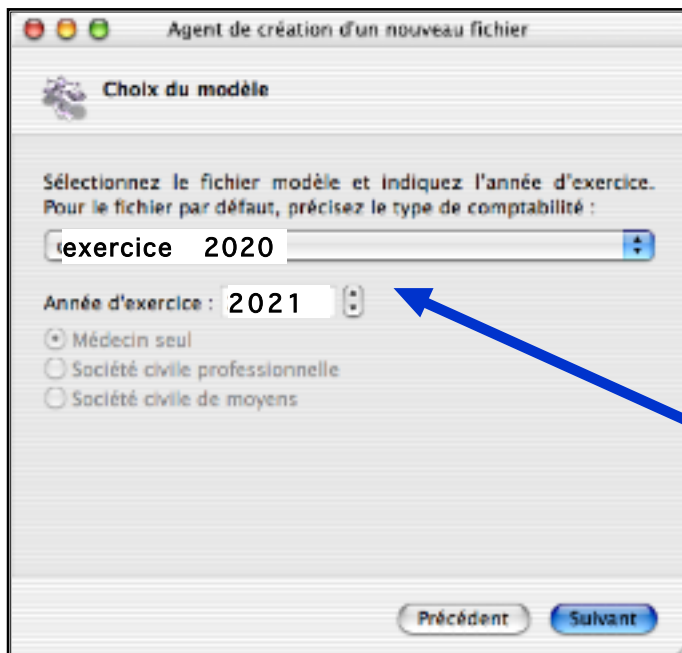 Agent de création d'un nouveau fichier
Choix du modèle
Sélectionnez le fichier modèle et indiquez l'année d'exercice.
Pour le fichier par défaut, précisez le type de comptabilité :
exercice 2020
Année d'exercice : 2021
Médecin seul
Société civile professionnelle
Société civile de moyens
Précédent Suivant